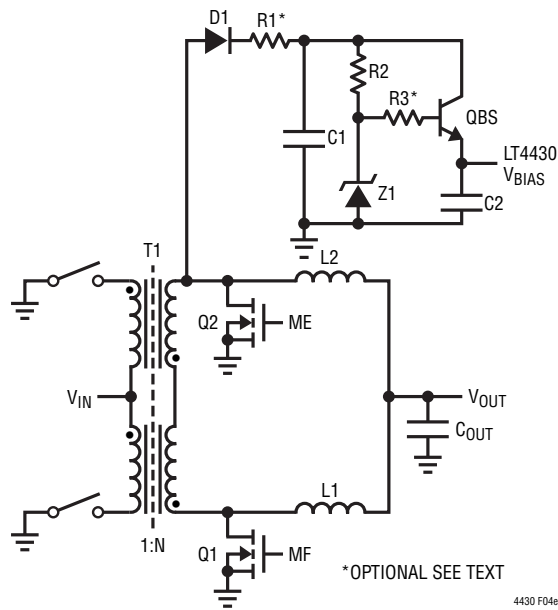 D1
R1*
R2
R3*
QBS
C1
LT4430
VBIAS
Z1
C2
T1
L2
Q2
ME
VIN
VOUT
COUT
L1
1:N
Q1
MF
*OPTIONAL SEE TEXT
4430 F04e